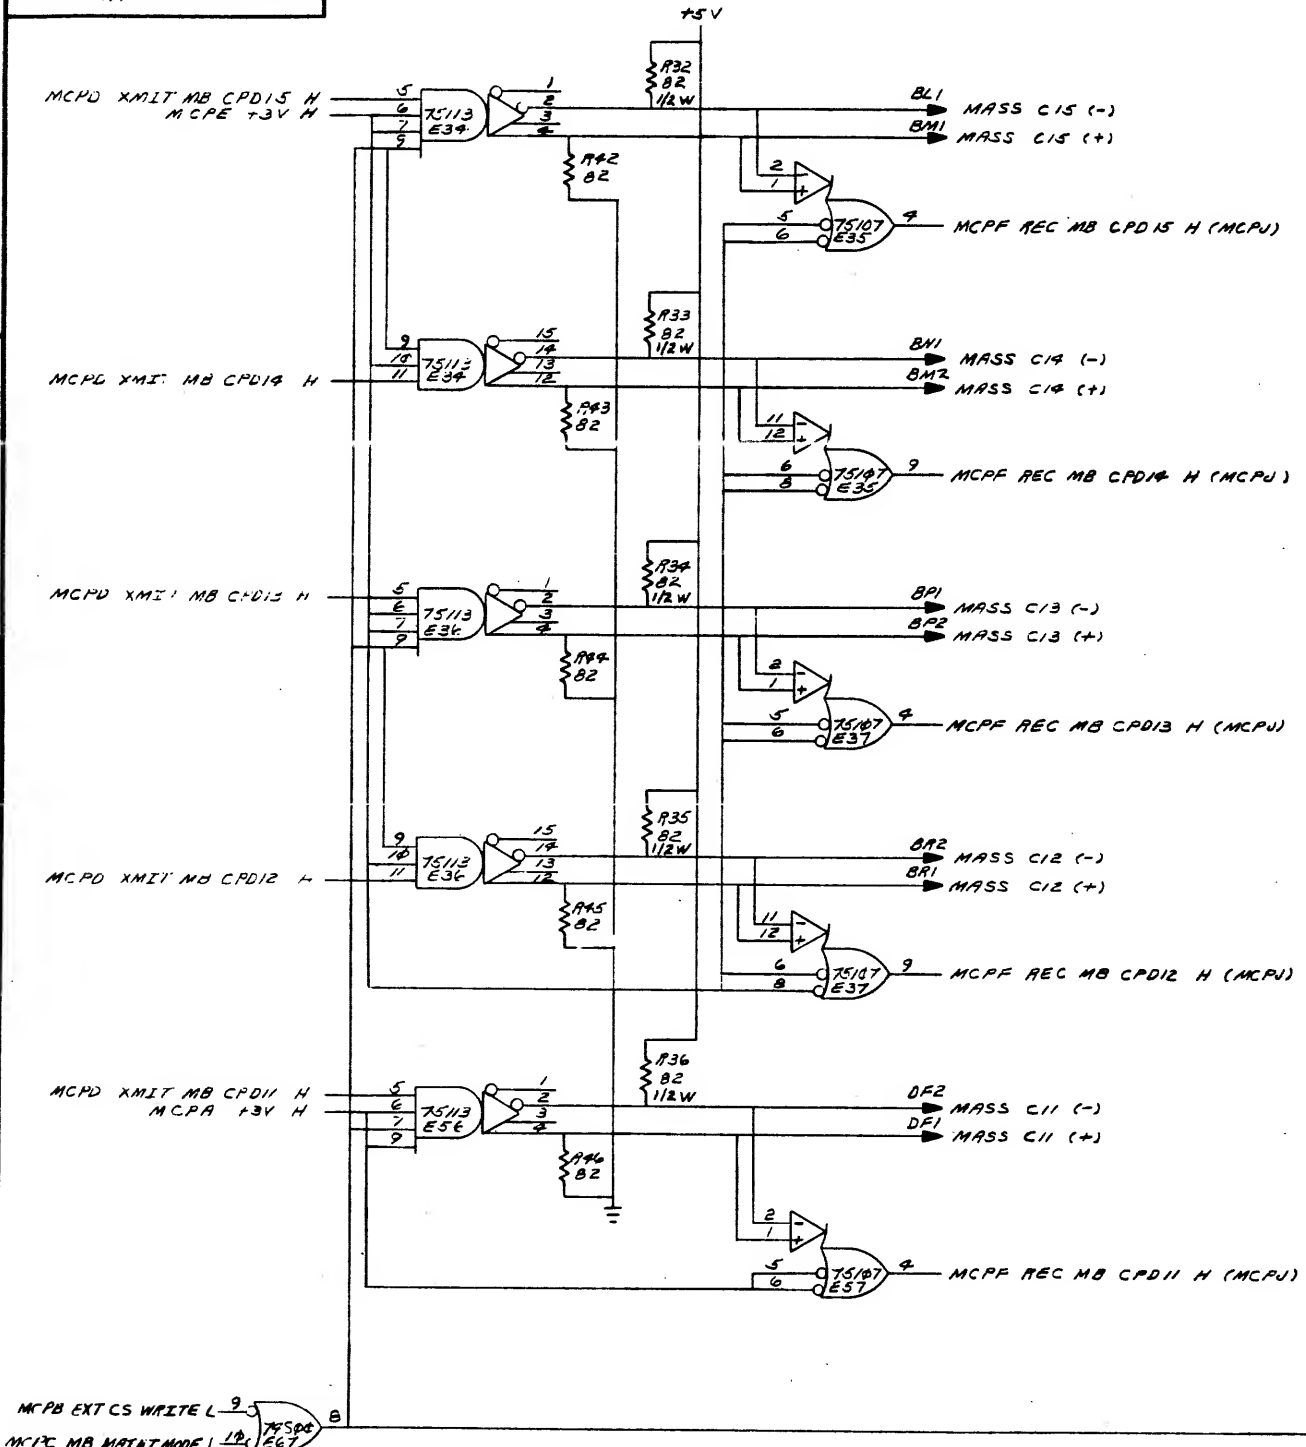 +5V
R32
82
1/2W
MCPD XMIT MB CPD15 H
MCPE +3V H
5
6
7
9
75113
E34
1
2
3
4
BL1
MASS C15 (-)
BM1
MASS C15 (+)
R42
82
2
1
5
6
75107
E35
4
MCPF REC MB CPD15 H (MCPJ)
R33
82
1/2W
MCPD XMIT MB CPD14 H
9
10
11
75113
E34
15
14
13
12
BN1
MASS C14 (-)
BM2
MASS C14 (+)
R43
82
11
12
6
8
75107
E35
9
MCPF REC MB CPD14 H (MCPJ)
R34
82
1/2W
MCPD XMIT MB CPD13 H
5
6
7
9
75113
E36
1
2
3
4
BP1
MASS C13 (-)
BP2
MASS C13 (+)
R44
82
2
1
5
6
75107
E37
4
MCPF REC MB CPD13 H (MCPJ)
R35
82
1/2W
MCPD XMIT MB CPD12 H
9
10
11
75113
E36
15
14
13
12
BR2
MASS C12 (-)
BR1
MASS C12 (+)
R45
82
11
12
6
8
75107
E37
9
MCPF REC MB CPD12 H (MCPJ)
R36
82
1/2W
MCPD XMIT MB CPD11 H
MCPA +3V H
5
6
7
9
75113
E56
1
2
3
4
DF2
MASS C11 (-)
DF1
MASS C11 (+)
R46
82
2
1
5
6
75107
E57
4
MCPF REC MB CPD11 H (MCPJ)
MCPB EXT CS WRITE L
9
8
MCPC MB MAINT MODE L
10
E67